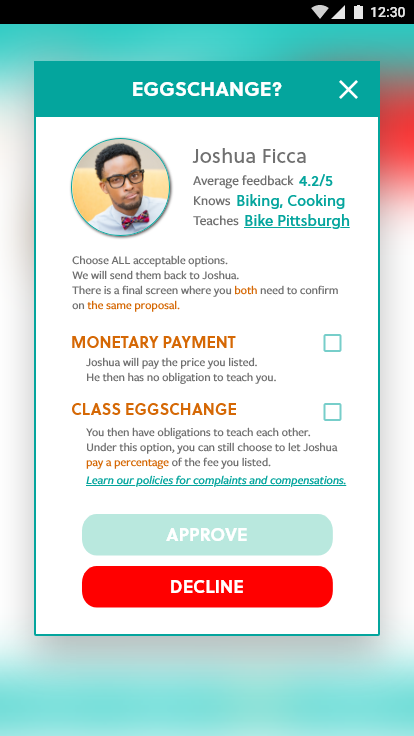 12:30
EGGSCHANGE?
Joshua Ficca
Average feedback 4.2/5
Knows Biking, Cooking
Teaches Bike Pittsburgh
Choose ALL acceptable options.
We will send them back to Joshua.
There is a final screen where you both need to confirm
on the same proposal.
MONETARY PAYMENT
Joshua will pay the price you listed.
He then has no obligation to teach you.
CLASS EGGSCHANGE
You then have obligations to teach each other.
Under this option, you can still choose to let Joshua
pay a percentage of the fee you listed.
Learn our policies for complaints and compensations.
APPROVE
DECLINE